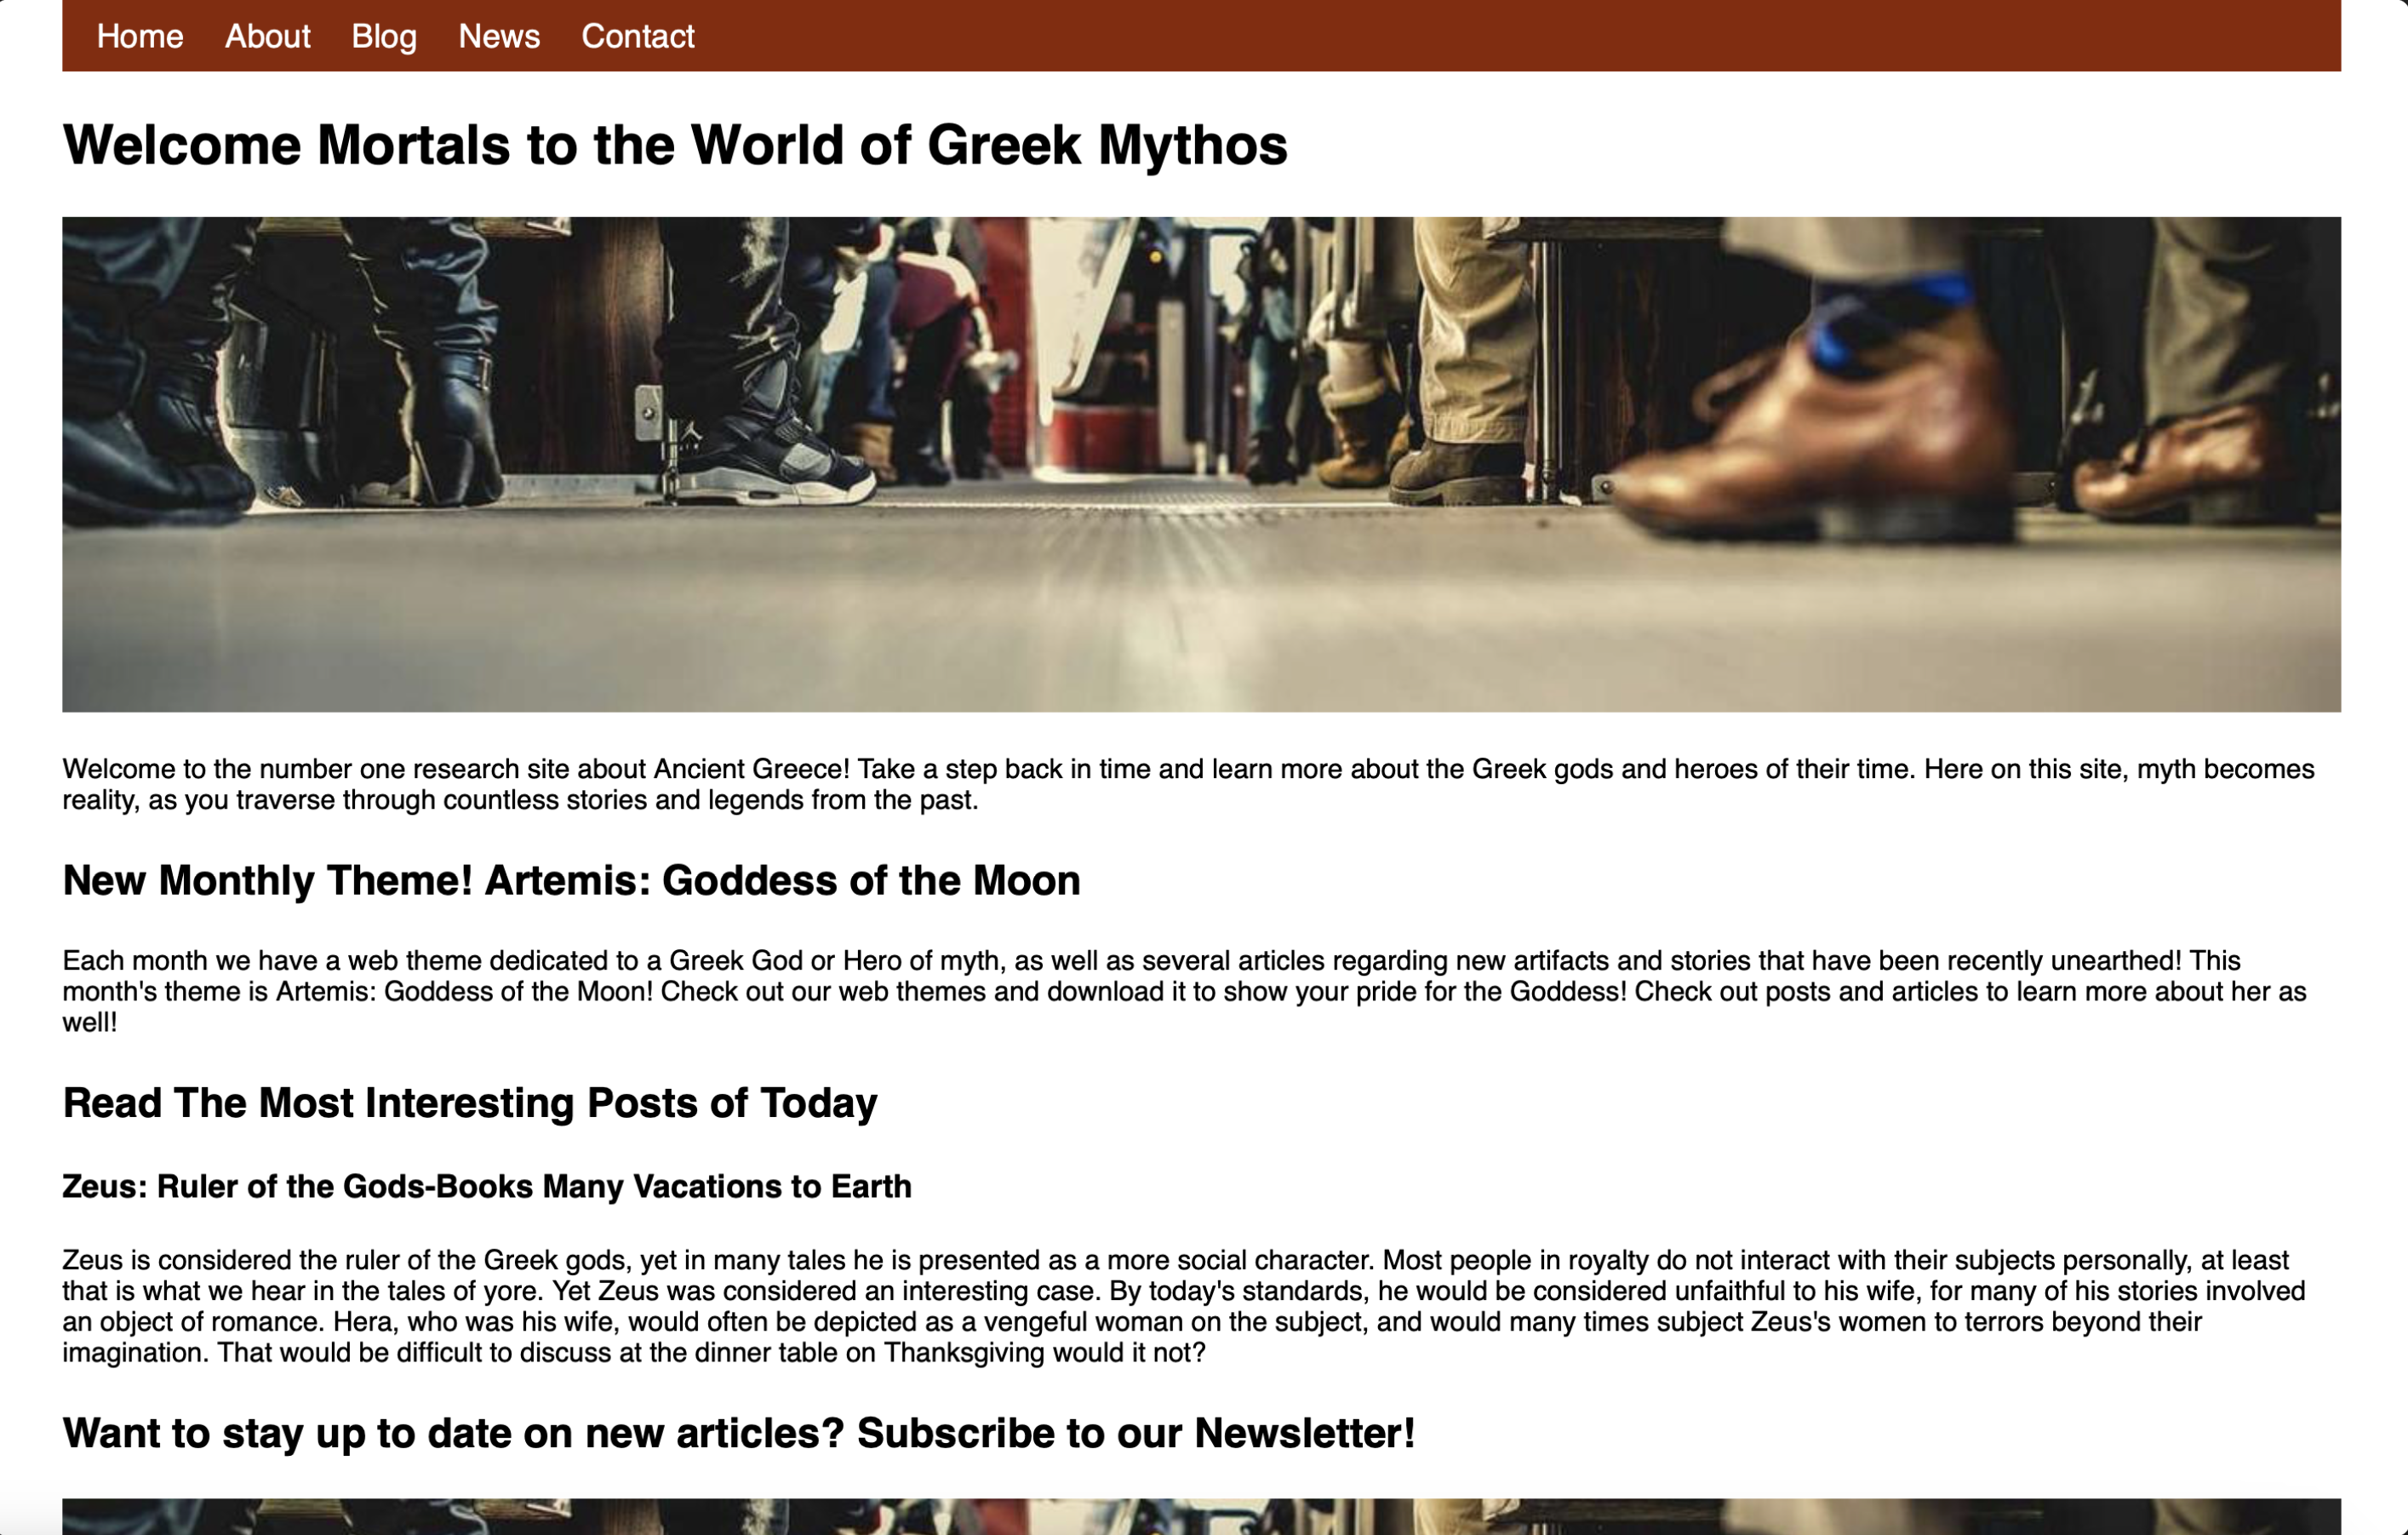 Home About Blog News Contact
Welcome Mortals to the World of Greek Mythos
Welcome to the number one research site about Ancient Greece! Take a step back in time and learn more about the Greek gods and heroes of their time. Here on this site, myth becomes
reality, as you traverse through countless stories and legends from the past.
New Monthly Theme! Artemis: Goddess of the Moon
Each month we have a web theme dedicated to a Greek God or Hero of myth, as well as several articles regarding new artifacts and stories that have been recently unearthed! This
month's theme is Artemis: Goddess of the Moon! Check out our web themes and download it to show your pride for the Goddess! Check out posts and articles to learn more about her as
well!
Read The Most Interesting Posts of Today
Zeus: Ruler of the Gods-Books Many Vacations to Earth
Zeus is considered the ruler of the Greek gods, yet in many tales he is presented as a more social character. Most people in royalty do not interact with their subjects personally, at least
that is what we hear in the tales of yore. Yet Zeus was considered an interesting case. By today's standards, he would be considered unfaithful to his wife, for many of his stories involved
an object of romance. Hera, who was his wife, would often be depicted as a vengeful woman on the subject, and would many times subject Zeus's women to terrors beyond their
imagination. That would be difficult to discuss at the dinner table on Thanksgiving would it not?
Want to stay up to date on new articles? Subscribe to our Newsletter!